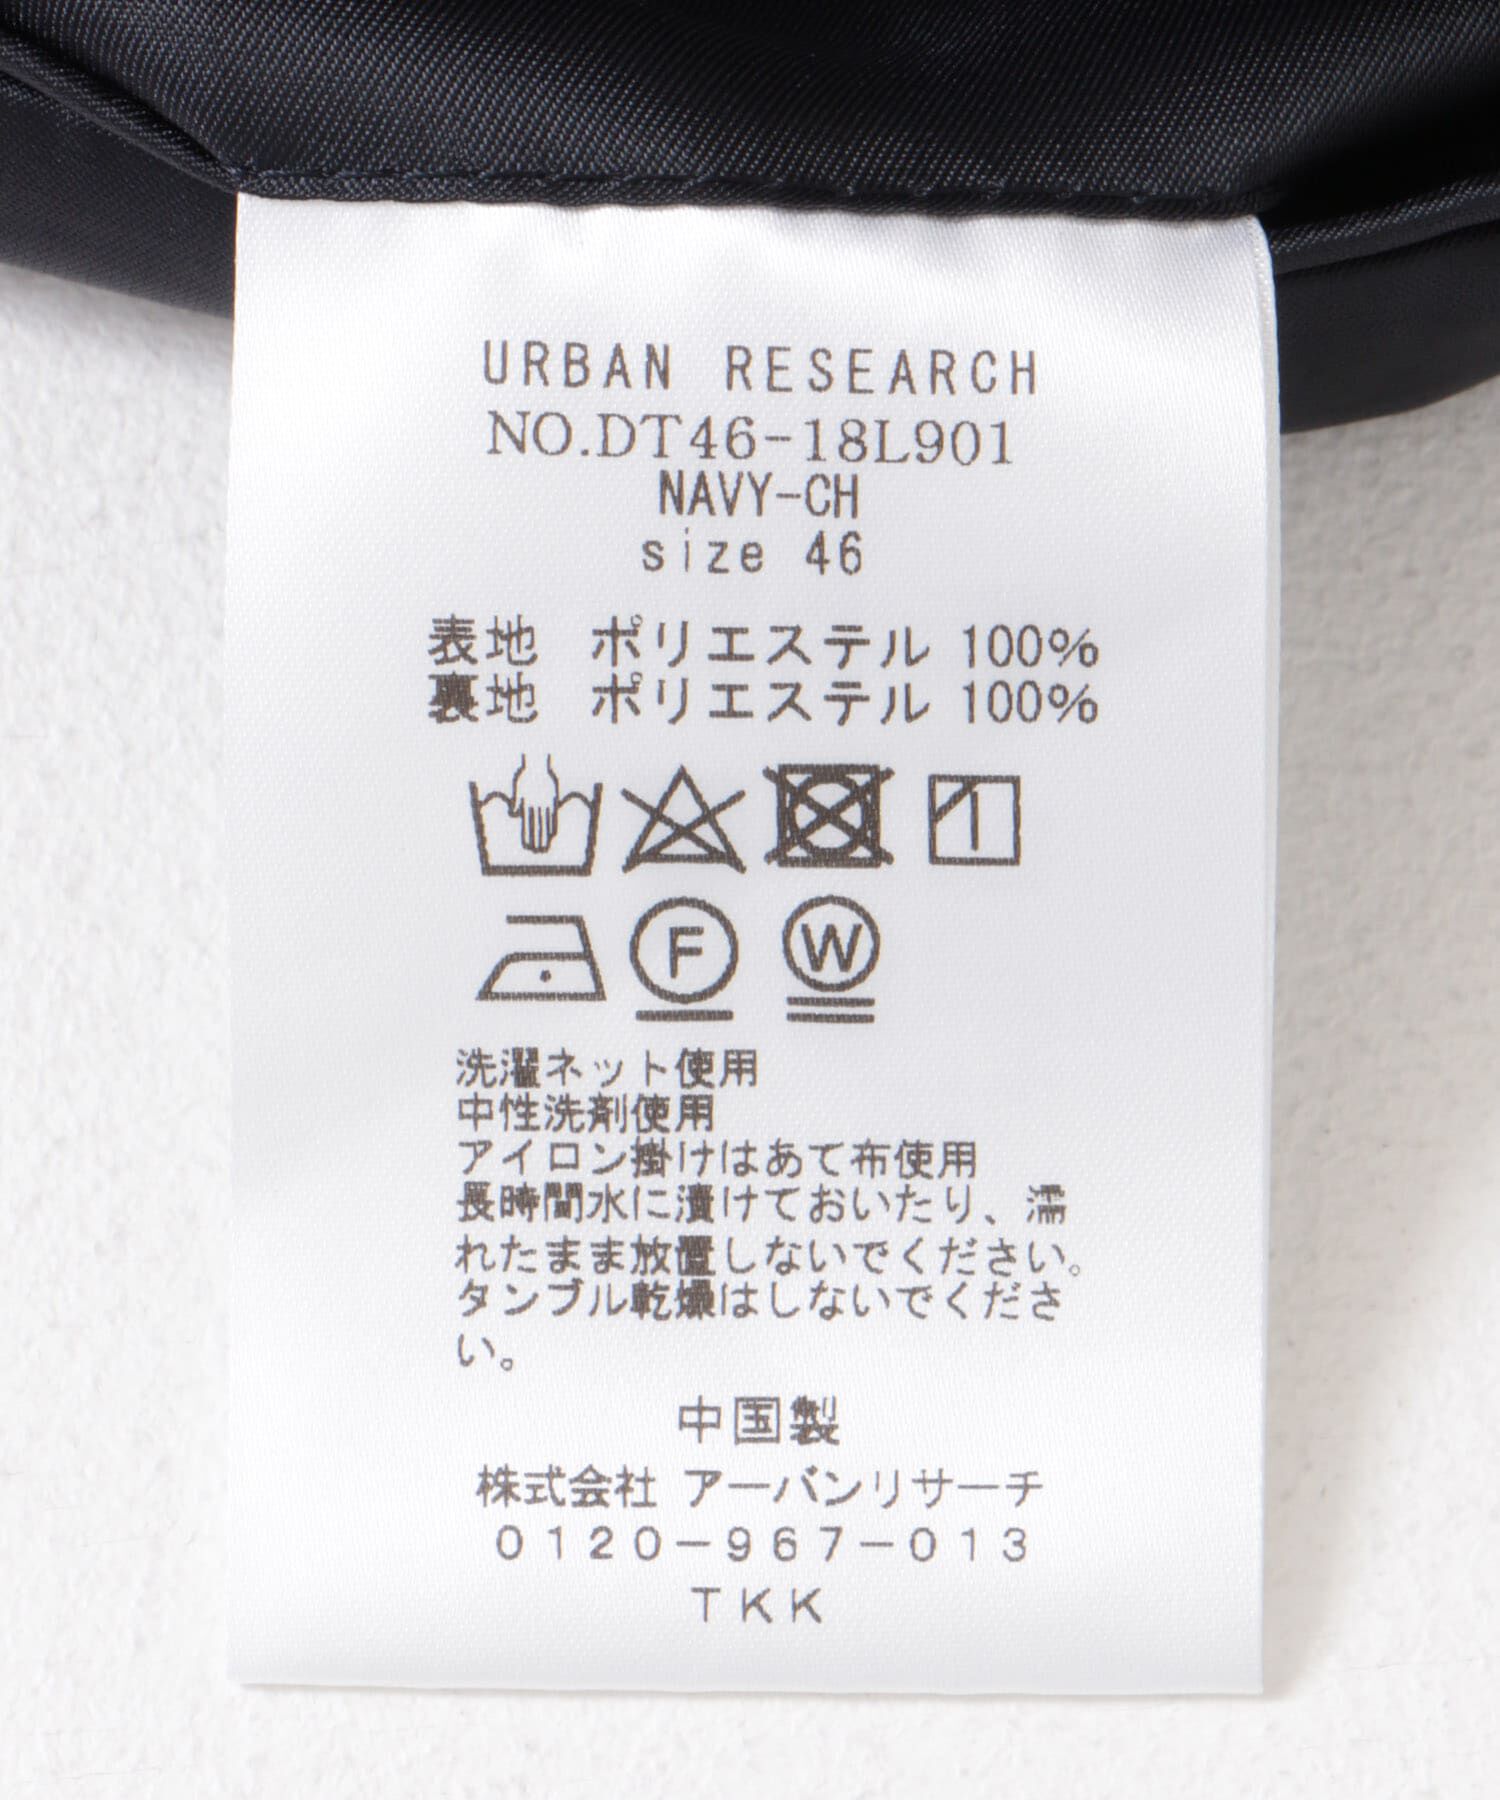 URBAN RESEARCH
NO.DT46-18L901
NAVY-CH
size 46
表地 ポリエステル 100%
裏地 ポリエステル 100%
F W
洗濯ネット使用
中性洗剤使用
アイロン掛けはあて布使用
長時間水に漬けておいたり、濡
れたまま放置しないでください。
タンブル乾燥はしないでくださ
い。
中国製
株式会社 アーバンリサーチ
0120-967-013
TKK